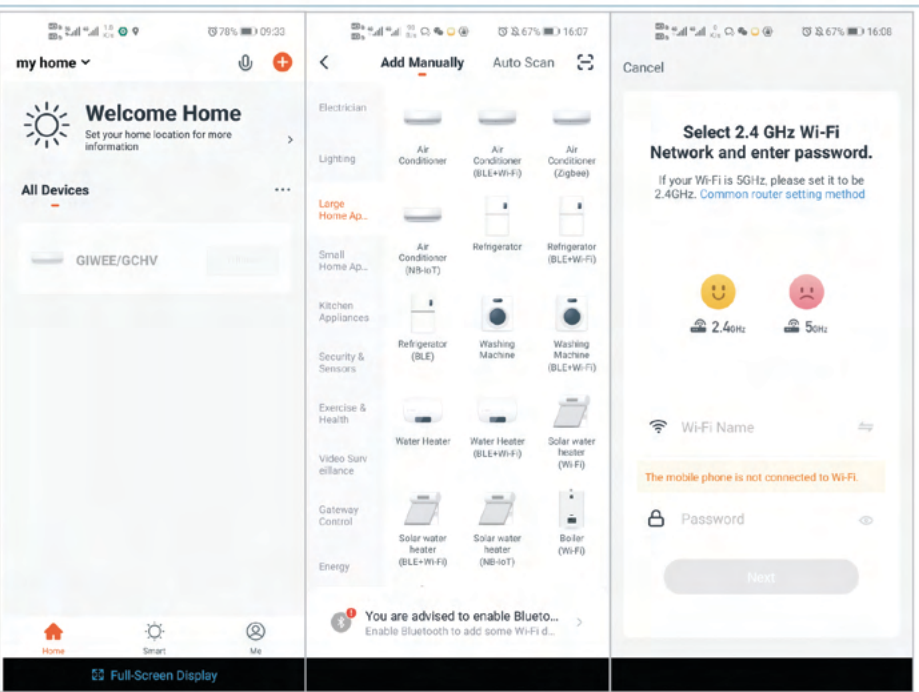 78% 09:33
my home
Welcome Home
Set your home location for more
information
All Devices
GIWEE/GCHV
Home
Smart
Me
Full-Screen Display
67% 16:07
Add Manually
Auto Scan
Electrician
Lighting
Large
Home Ap...
Small
Home Ap...
Kitchen
Appliances
Security &
Sensors
Exercise &
Health
Video Surv
eillance
Gateway
Control
Energy
Air
Conditioner
Air
Conditioner
(BLE+Wi-Fi)
Air
Conditioner
(Zigbee)
Air
Conditioner
(NB-IoT)
Refrigerator
Refrigerator
(BLE+Wi-Fi)
Refrigerator
(BLE)
Washing
Machine
Washing
Machine
(BLE+Wi-Fi)
Water Heater
Water Heater
(BLE+Wi-Fi)
Solar water
heater
(Wi-Fi)
Solar water
heater
(BLE+Wi-Fi)
Solar water
heater
(NB-IoT)
Boiler
(Wi-Fi)
You are advised to enable Blueto...
Enable Bluetooth to add some Wi-Fi d...
67% 16:08
Cancel
Select 2.4 GHz Wi-Fi
Network and enter password.
If your Wi-Fi is 5GHz, please set it to be
2.4GHz. Common router setting method
2.4GHz
5GHz
Wi-Fi Name
The mobile phone is not connected to Wi-Fi.
Password
Next